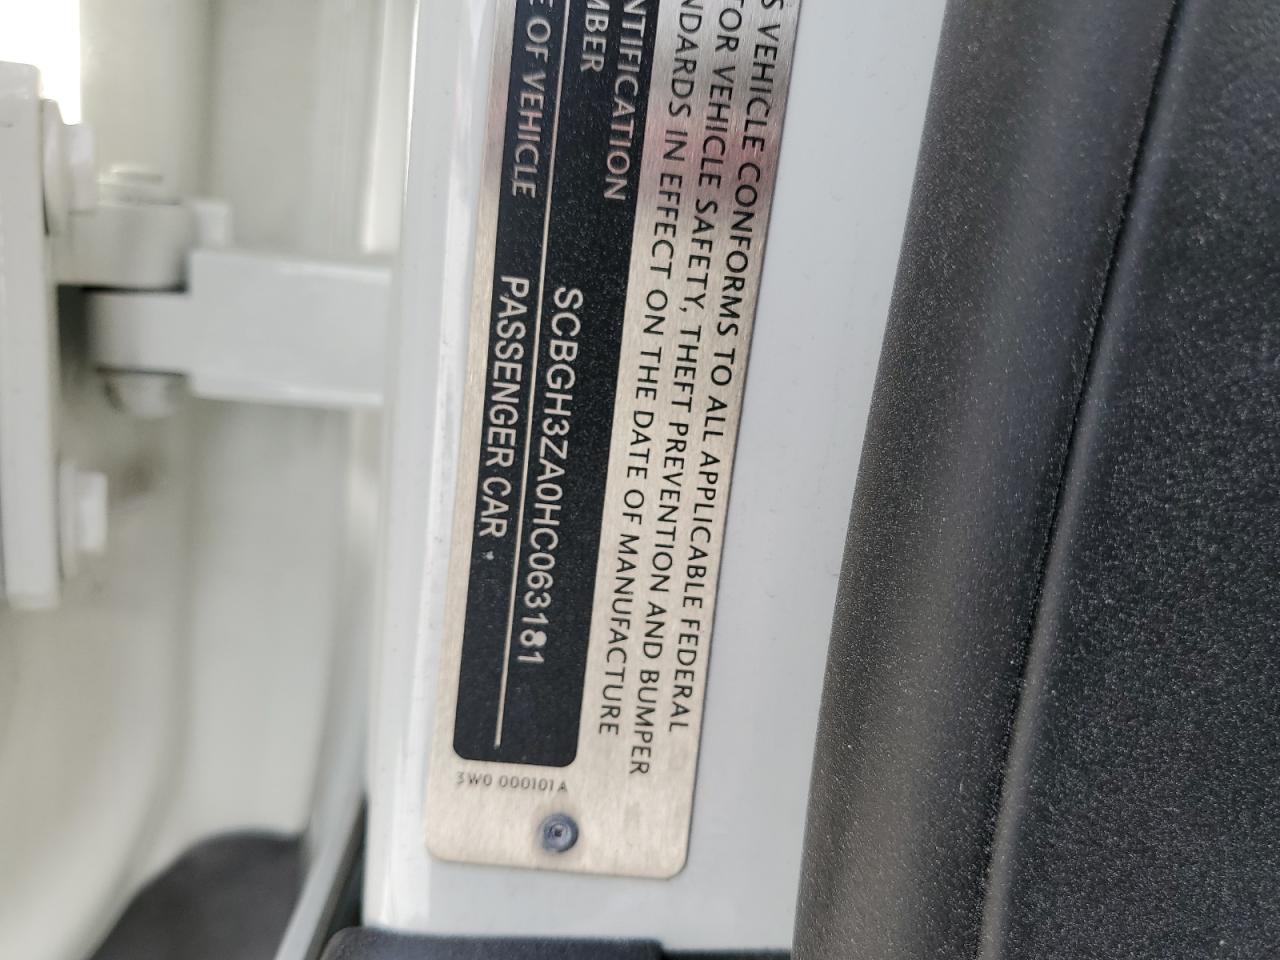 S VEHICLE CONFORMS TO ALL APPLICABLE FEDERAL
TOR VEHICLE SAFETY, THEFT PREVENTION AND BUMPER
NDARDS IN EFFECT ON THE DATE OF MANUFACTURE
NTIFICATION
MBER SCBGH3ZA0HC063181
E OF VEHICLE PASSENGER CAR
3W0 000101A